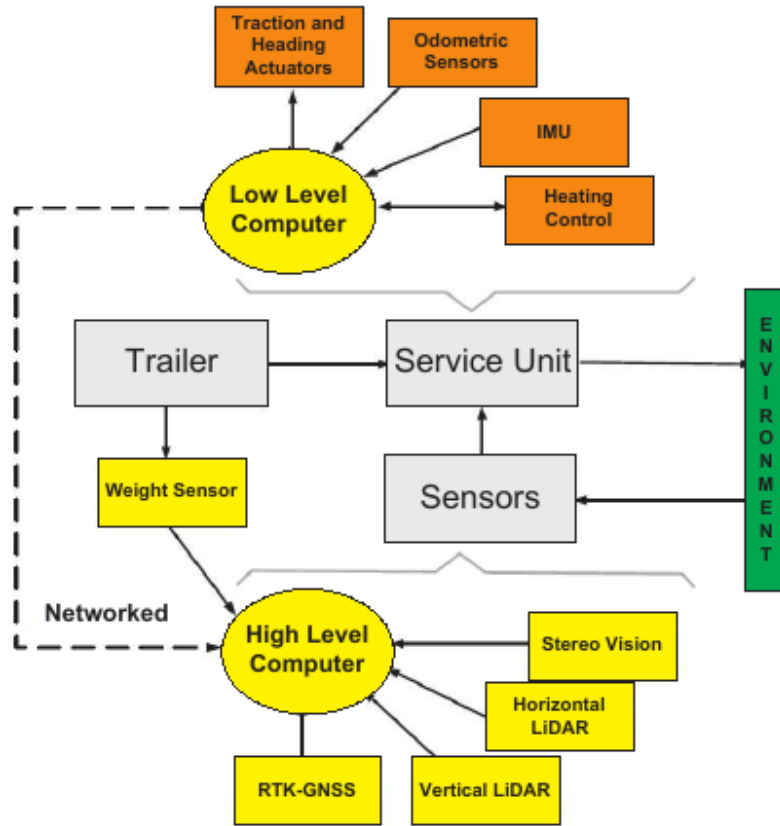 Traction and
Heading
Actuators
Odometric
Sensors
IMU
Low Level
Computer
Heating
Control
Trailer
Service Unit
ENVIRONMENT
Weight Sensor
Sensors
Networked
High Level
Computer
Stereo Vision
Horizontal
LiDAR
RTK-GNSS
Vertical LiDAR